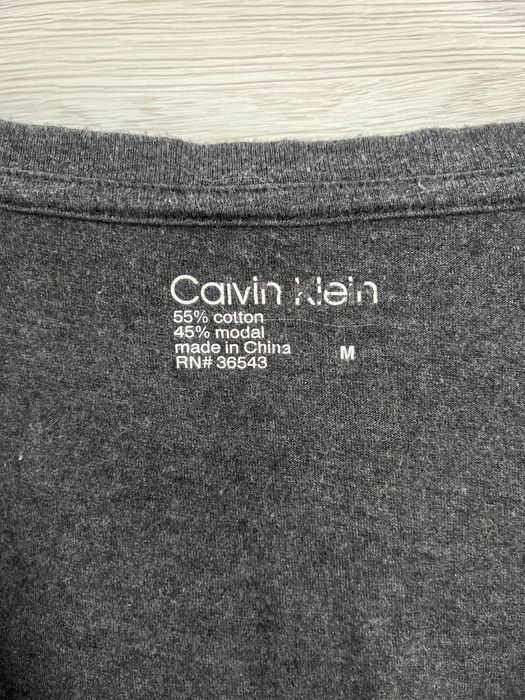 Calvin Klein
55% cotton
45% modal
made in China
RN# 36543
M